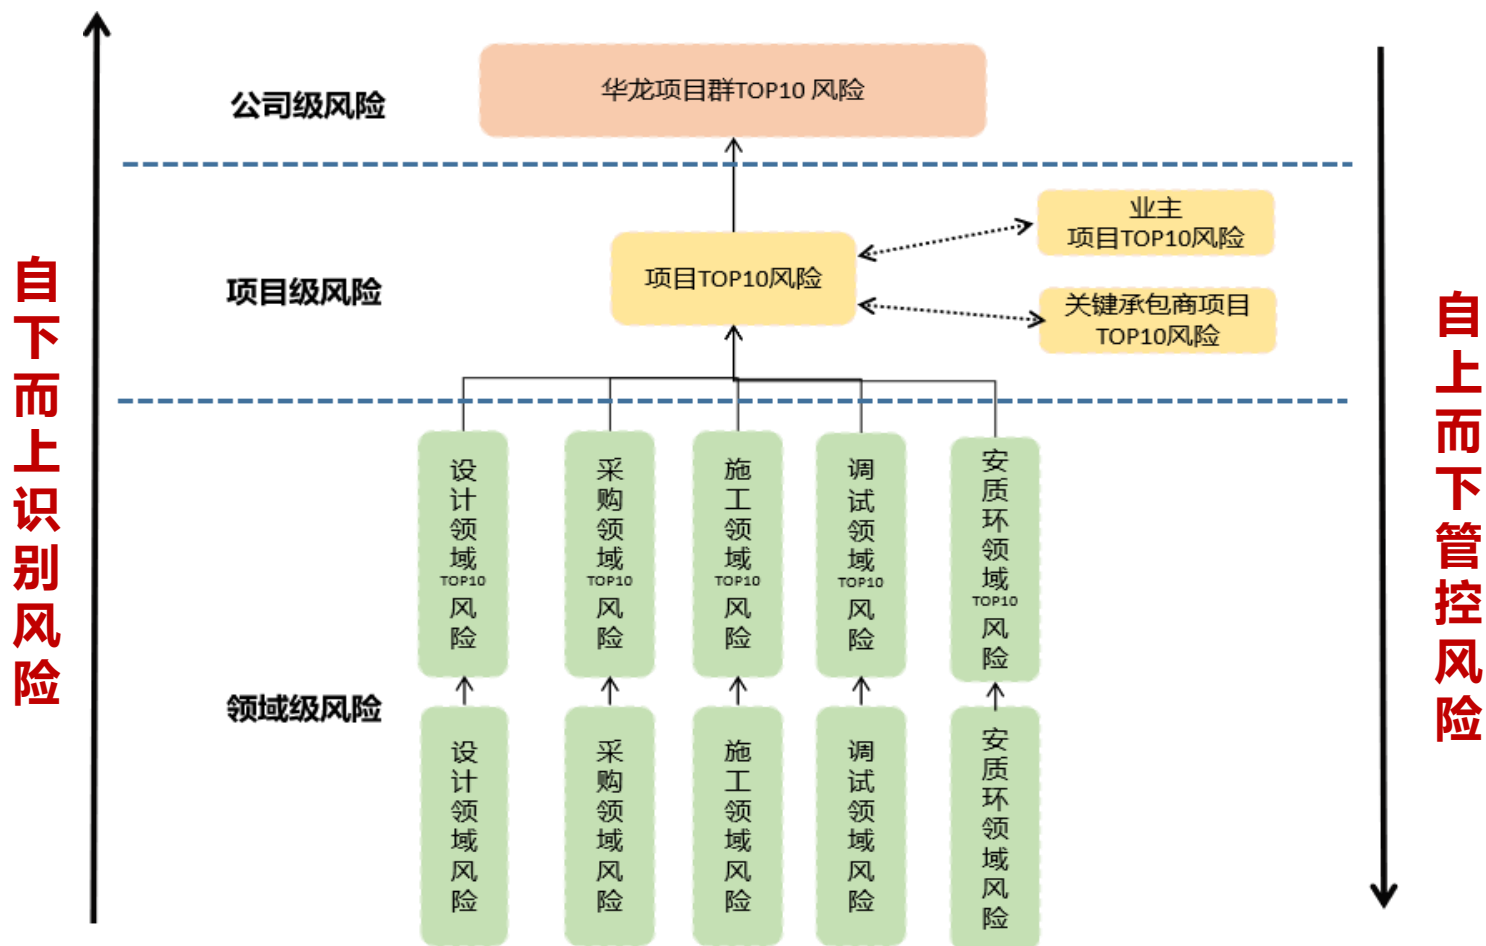 公司级风险
华龙项目群TOP10 风险
项目级风险
项目TOP10风险
业主
项目TOP10风险
关键承包商项目
TOP10风险
自下而上识别风险
自上而下管控风险
领域级风险
设计领域TOP10风险
采购领域TOP10风险
施工领域TOP10风险
调试领域TOP10风险
安质环领域TOP10风险
设计领域风险
采购领域风险
施工领域风险
调试领域风险
安质环领域风险